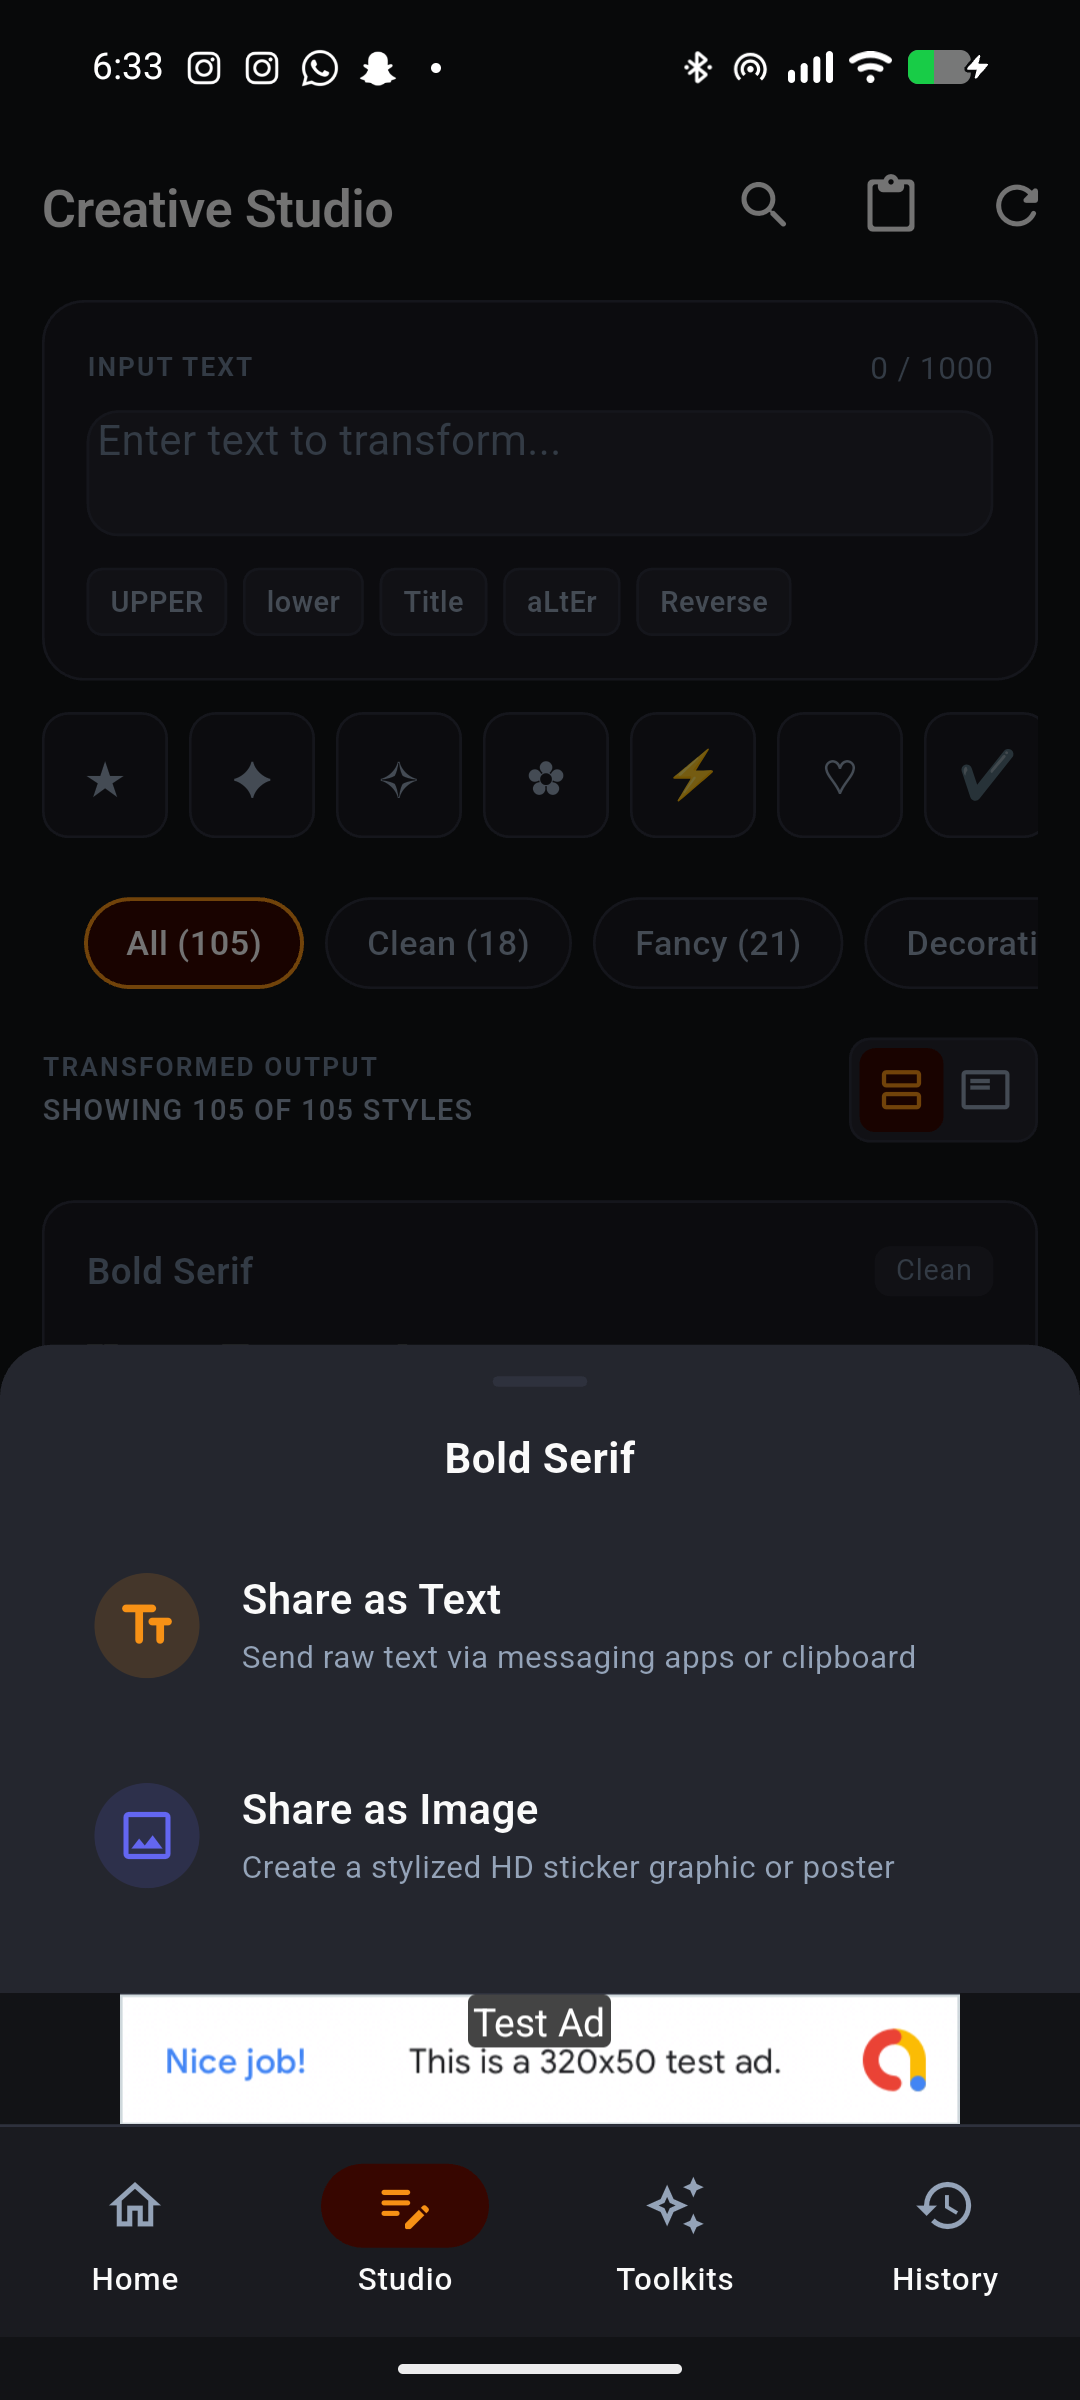 6:33
Creative Studio
INPUT TEXT
0 / 1000
Enter text to transform...
UPPER lower Title aLtEr Reverse
All (105) Clean (18) Fancy (21) Decorati
TRANSFORMED OUTPUT
SHOWING 105 OF 105 STYLES
Bold Serif
Clean
Bold Serif
Share as Text
Send raw text via messaging apps or clipboard
Share as Image
Create a stylized HD sticker graphic or poster
Test Ad
Nice job! This is a 320x50 test ad.
Home Studio Toolkits History